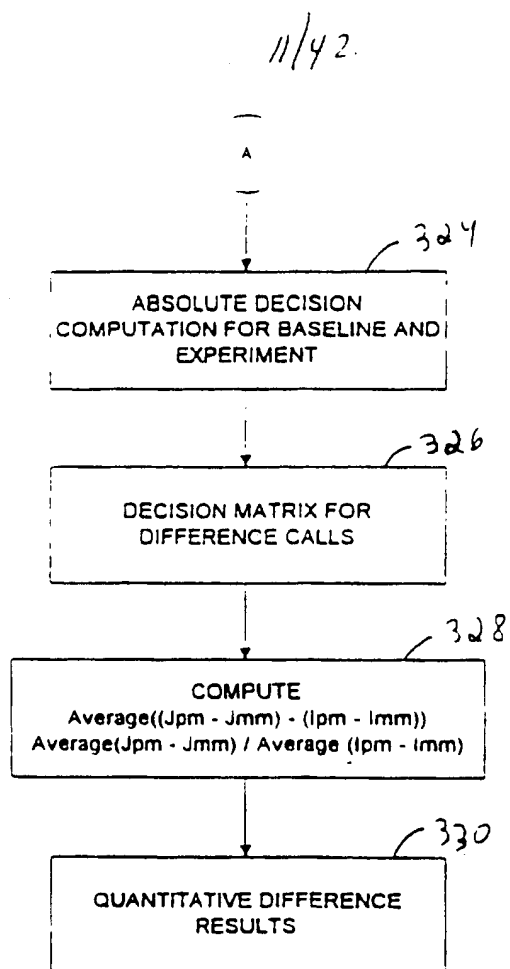 11/42.
A
324
ABSOLUTE DECISION
COMPUTATION FOR BASELINE AND
EXPERIMENT
326
DECISION MATRIX FOR
DIFFERENCE CALLS
328
COMPUTE
Average((Jpm - Jmm) - (Ipm - Imm))
Average(Jpm - Jmm) / Average (Ipm - Imm)
330
QUANTITATIVE DIFFERENCE
RESULTS